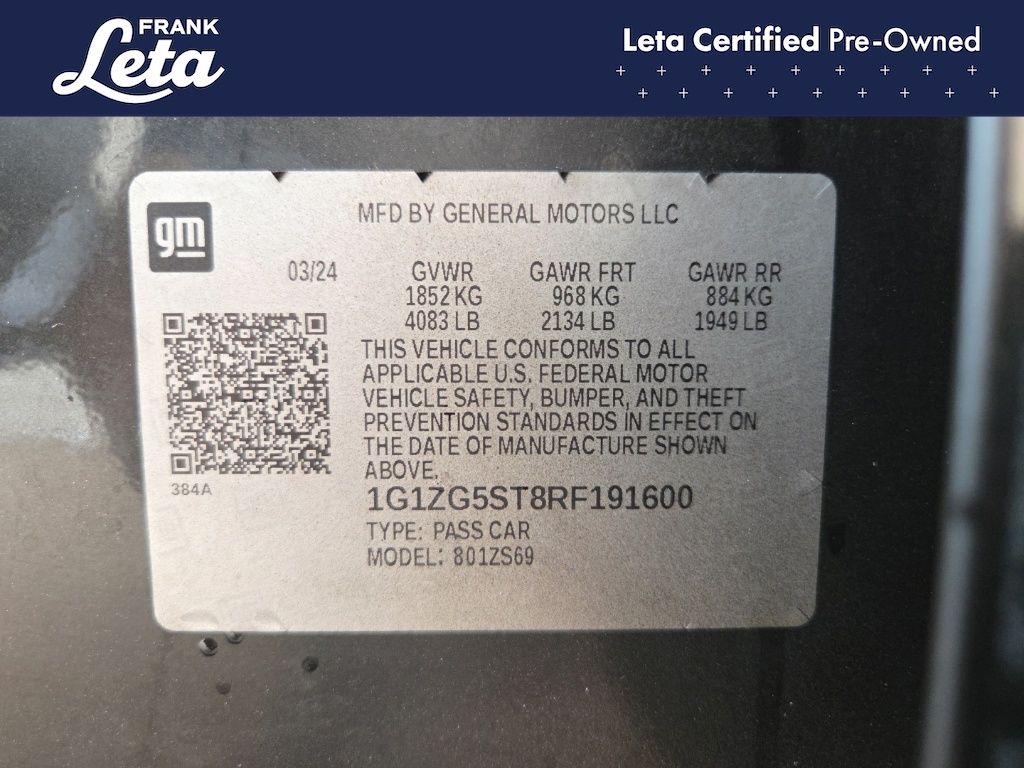 FRANK
Leta
Leta Certified Pre-Owned
gm
MFD BY GENERAL MOTORS LLC
03/24 GVWR GAWR FRT GAWR RR
1852 KG 968 KG 884 KG
4083 LB 2134 LB 1949 LB
THIS VEHICLE CONFORMS TO ALL
APPLICABLE U.S. FEDERAL MOTOR
VEHICLE SAFETY, BUMPER, AND THEFT
PREVENTION STANDARDS IN EFFECT ON
THE DATE OF MANUFACTURE SHOWN
ABOVE.
384A
1G1ZG5ST8RF191600
TYPE: PASS CAR
MODEL: 801ZS69